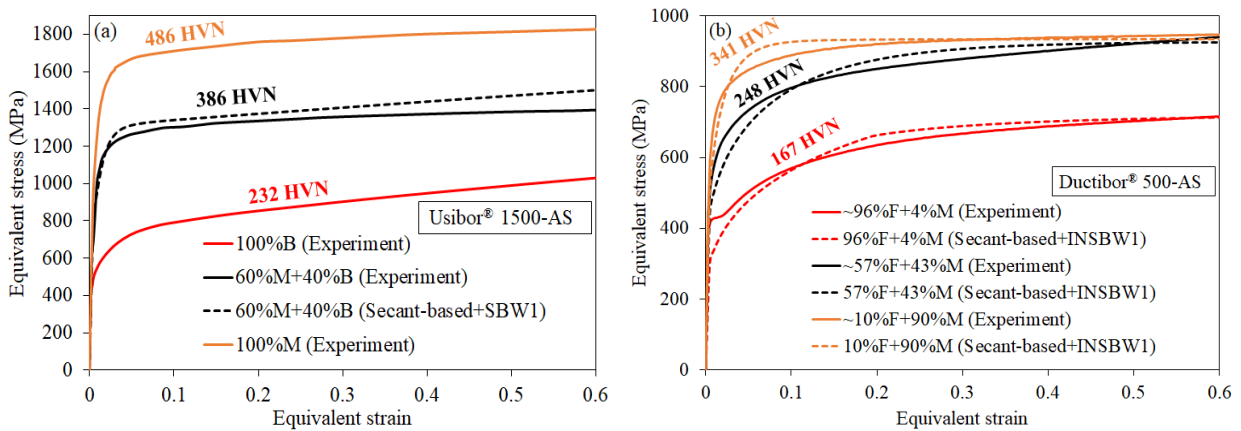 (a)
486 HVN
386 HVN
232 HVN
Usibor® 1500-AS
100%B (Experiment)
60%M+40%B (Experiment)
60%M+40%B (Secant-based+SBW1)
100%M (Experiment)
Equivalent stress (MPa)
1800
1600
1400
1200
1000
800
600
400
200
0
0 0.1 0.2 0.3 0.4 0.5 0.6
Equivalent strain
(b)
341 HVN
248 HVN
167 HVN
Ductibor® 500-AS
~96%F+4%M (Experiment)
96%F+4%M (Secant-based+INSBW1)
~57%F+43%M (Experiment)
57%F+43%M (Secant-based+INSBW1)
~10%F+90%M (Experiment)
10%F+90%M (Secant-based+INSBW1)
Equivalent stress (MPa)
1000
800
600
400
200
0
0 0.1 0.2 0.3 0.4 0.5 0.6
Equivalent strain